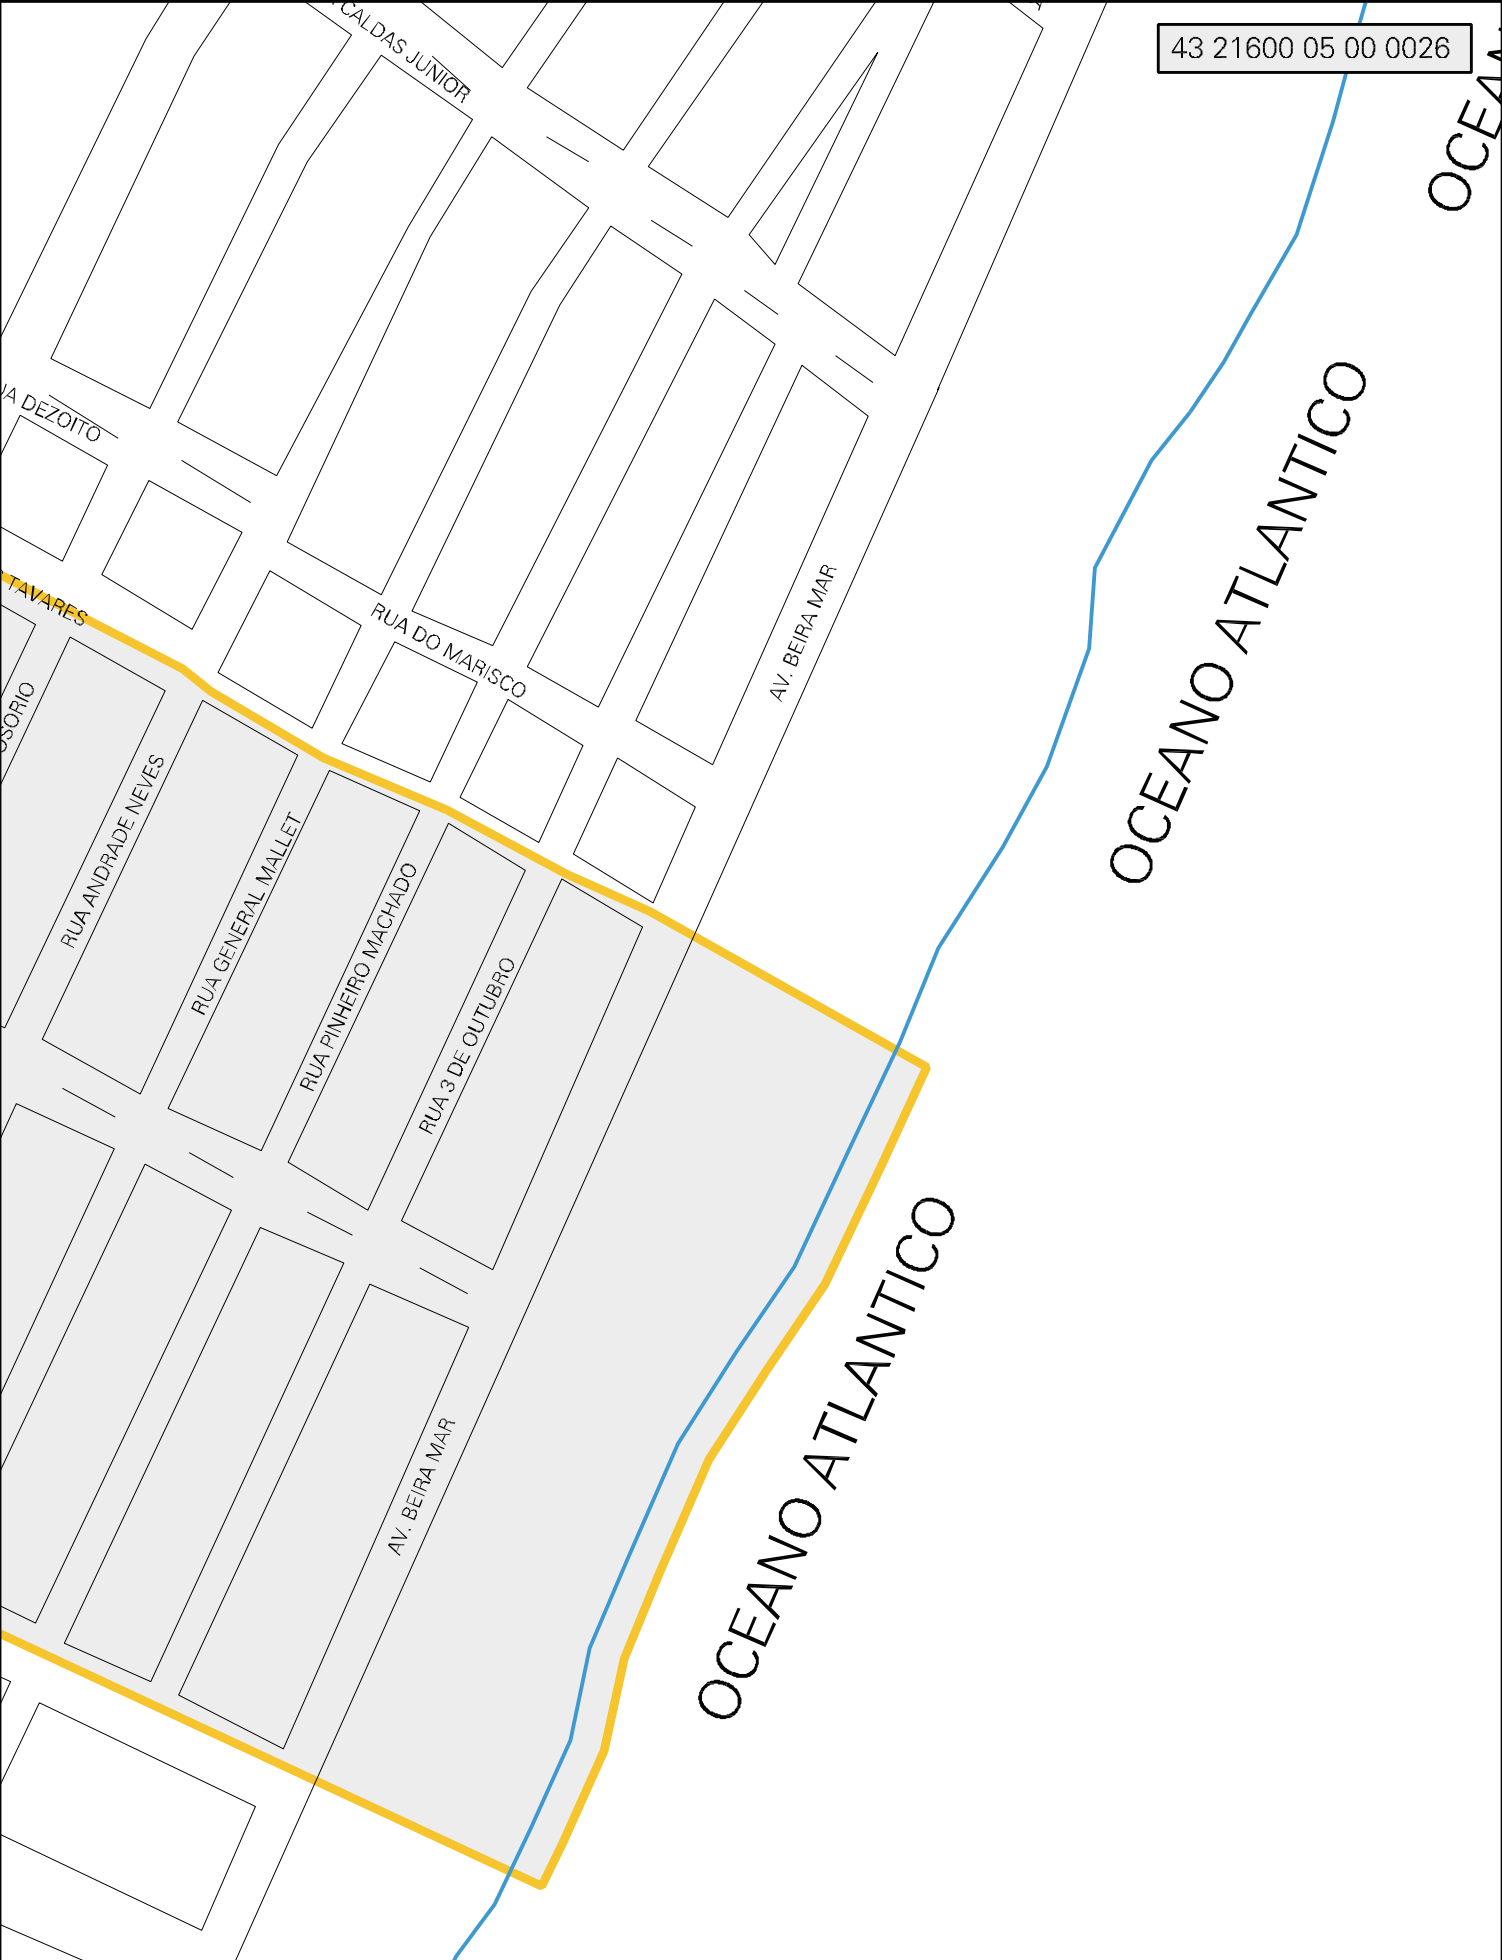 CALDAS JUNIOR
43 21600 05 00 0026
DEZOITO
OCEANO ATLANTICO
TAVARES
RUA DO MARISCO
AV. BEIRA MAR
RUA ANDRADE NEVES
RUA GENERAL MALLET
RUA PINHEIRO MACHADO
RUA 3 DE OUTUBRO
OCEANO ATLANTICO
AV. BEIRA MAR